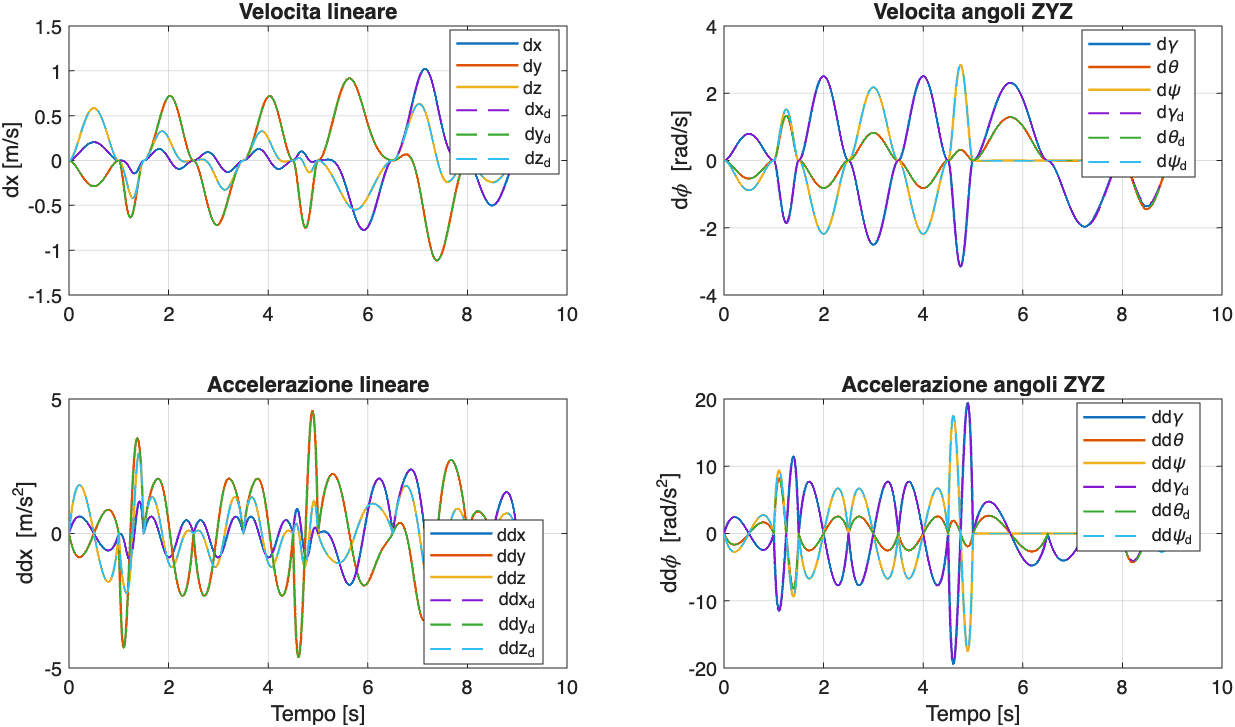 Velocita lineare
1.5
1
0.5
0
-0.5
-1
-1.5
dx [m/s]
0 2 4 6 8 10
dx
dy
dz
dx_d
dy_d
dz_d
Velocita angoli ZYZ
4
2
0
-2
-4
dϕ [rad/s]
0 2 4 6 8 10
dγ
dθ
dψ
dγ_d
dθ_d
dψ_d
Accelerazione lineare
5
0
-5
ddx [m/s²]
0 2 4 6 8 10
Tempo [s]
ddx
ddy
ddz
ddx_d
ddy_d
ddz_d
Accelerazione angoli ZYZ
20
10
0
-10
-20
ddϕ [rad/s²]
0 2 4 6 8 10
Tempo [s]
ddγ
ddθ
ddψ
ddγ_d
ddθ_d
ddψ_d